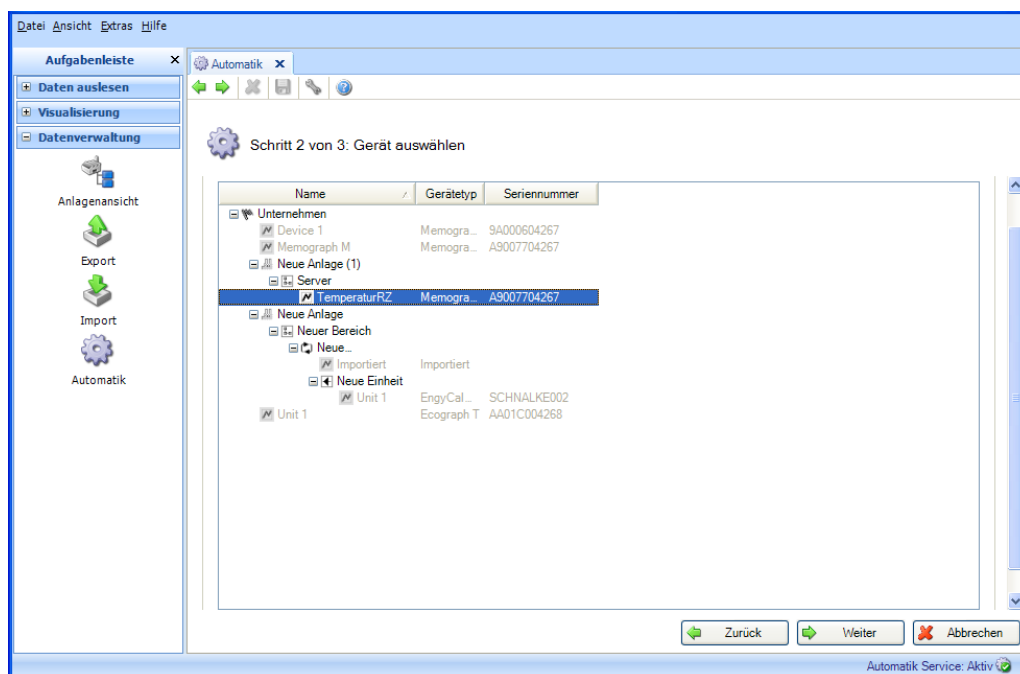 Datei Ansicht Extras Hilfe
Aufgabenleiste
Automatik
Daten auslesen
Visualisierung
Datenverwaltung
Schritt 2 von 3: Gerät auswählen
Anlagenansicht
Export
Import
Automatik
Name Gerätetyp Seriennummer
Unternehmen
Device 1 Memogra... 9A000604267
Memograph M Memogra... A9007704267
Neue Anlage (1)
Server
TemperaturRZ Memogra... A9007704267
Neue Anlage
Neuer Bereich
Neue...
Importiert Importiert
Neue Einheit
Unit 1 EngyCal... SCHNALKE002
Unit 1 Ecograph T AA01C004268
Zurück Weiter Abbrechen
Automatik Service: Aktiv